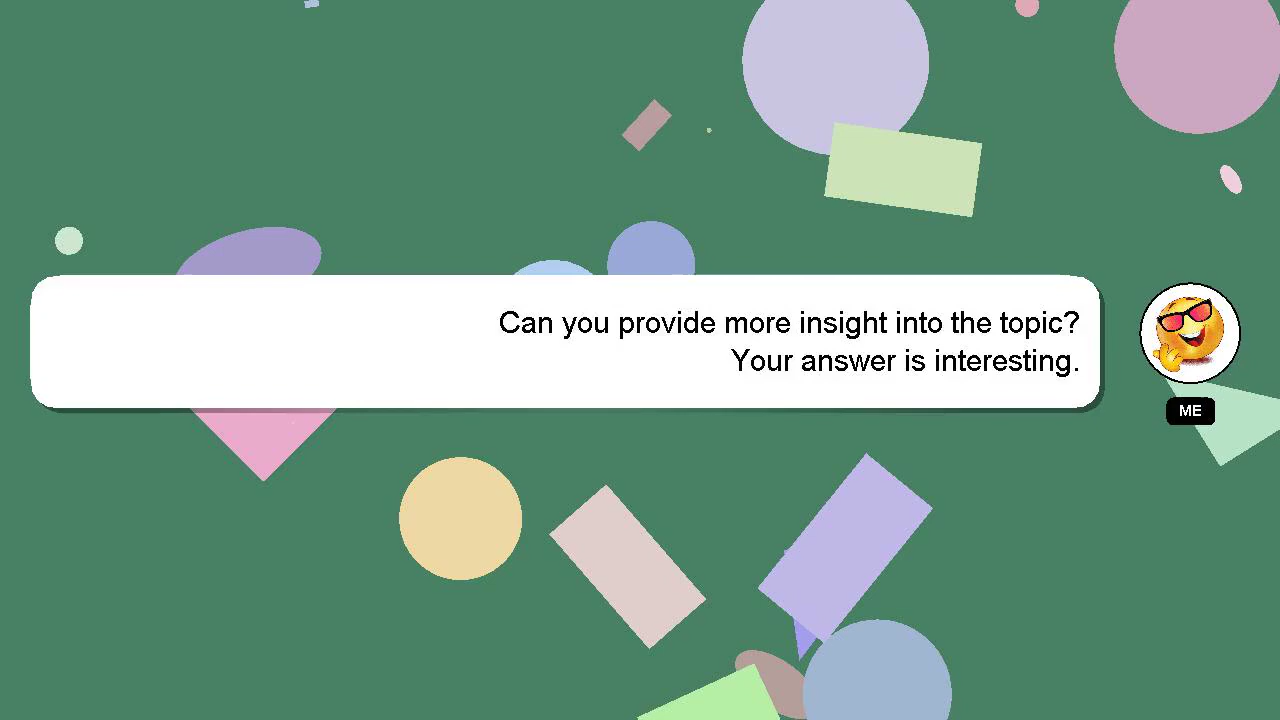 Can you provide more insight into the topic?
Your answer is interesting.
ME